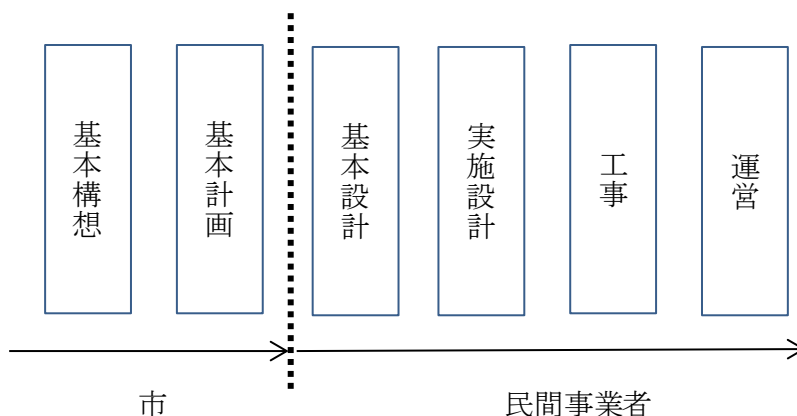 基本構想
基本計画
基本設計
実施設計
工事
運営
市
民間事業者